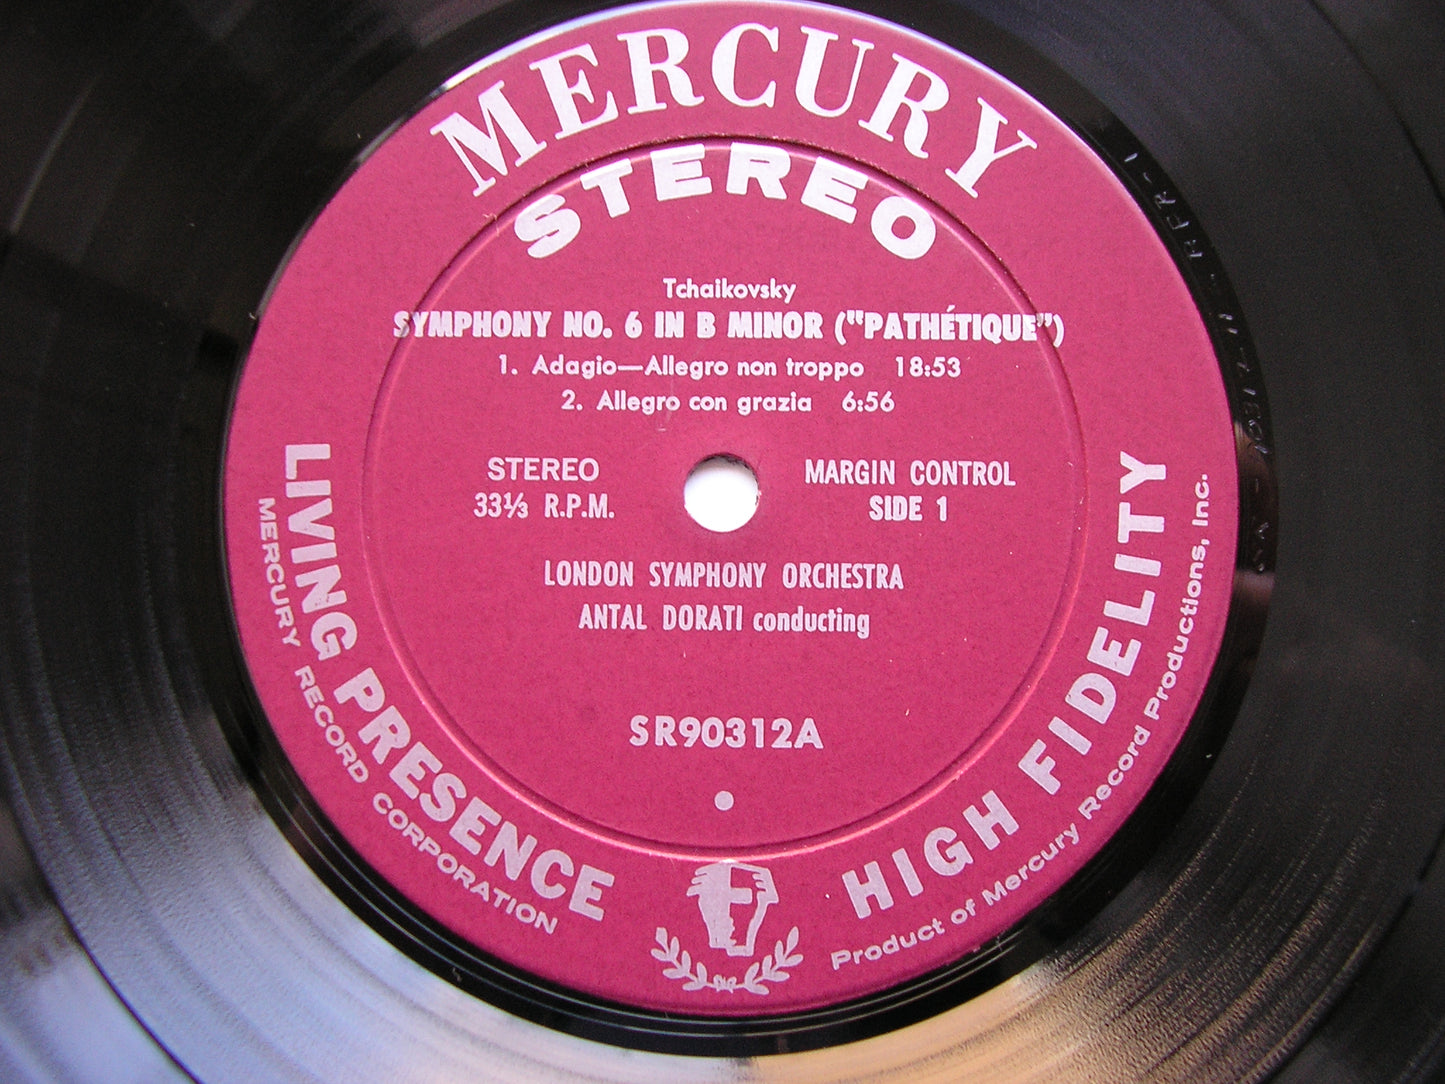 MERCURY
STEREO
Tchaikovsky
SYMPHONY NO. 6 IN B MINOR ("PATHÉTIQUE")
1. Adagio—Allegro non troppo 18:53
2. Allegro con grazia 6:56
STEREO
33⅓ R.P.M.
MARGIN CONTROL
SIDE 1
LONDON SYMPHONY ORCHESTRA
ANTAL DORATI conducting
SR90312A
LIVING PRESENCE
MERCURY RECORD CORPORATION
HIGH FIDELITY
Product of Mercury Record Productions, Inc.